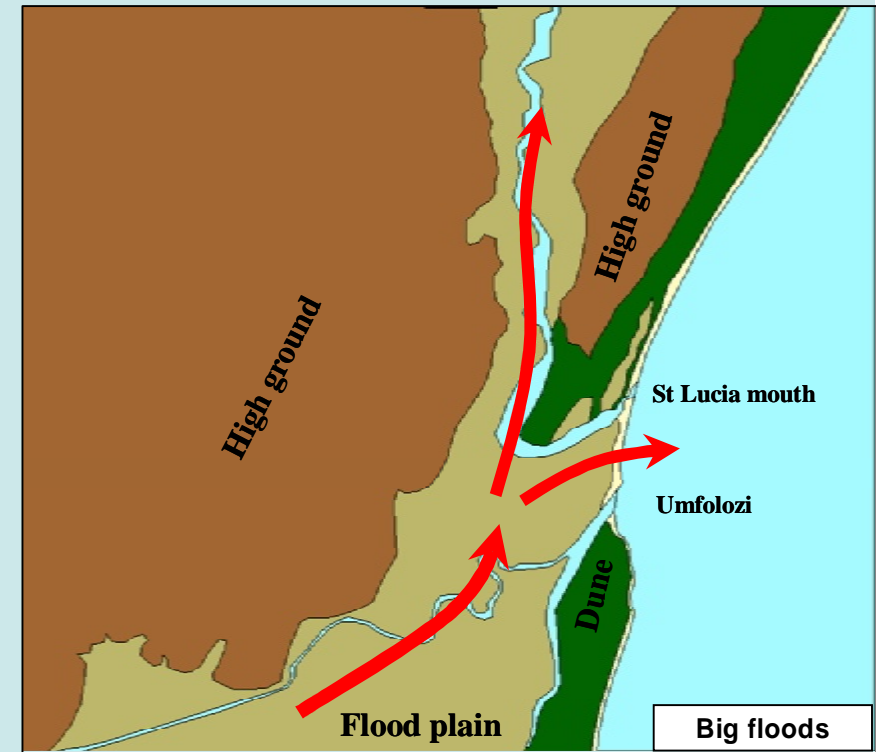 High ground
High ground
St Lucia mouth
Umfolozi
Dune
Flood plain
Big floods